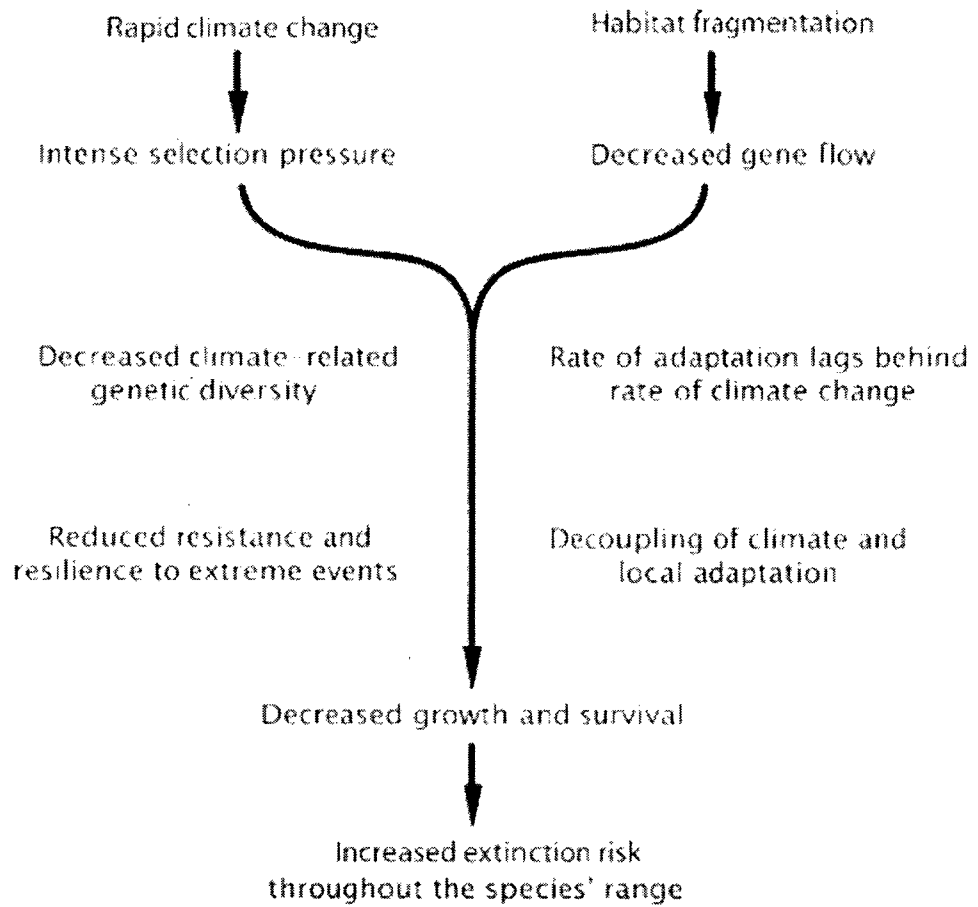 Rapid climate change
Habitat fragmentation
Intense selection pressure
Decreased gene flow
Decreased climate-related
genetic diversity
Rate of adaptation lags behind
rate of climate change
Reduced resistance and
resilience to extreme events
Decoupling of climate and
local adaptation
Decreased growth and survival
Increased extinction risk
throughout the species' range